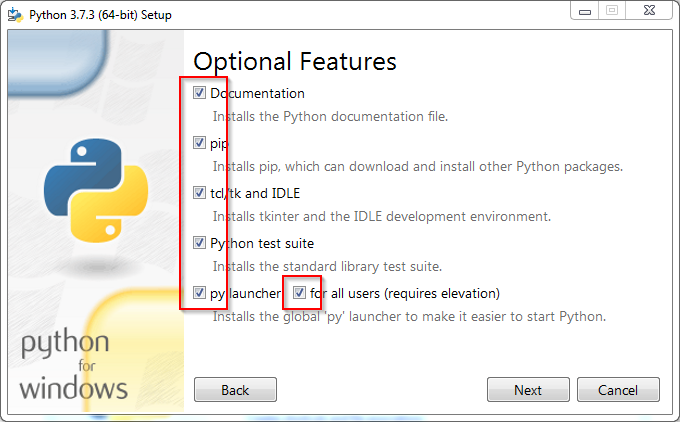 Python 3.7.3 (64-bit) Setup
Optional Features
Documentation
Installs the Python documentation file.
pip
Installs pip, which can download and install other Python packages.
tcl/tk and IDLE
Installs tkinter and the IDLE development environment.
Python test suite
Installs the standard library test suite.
py launcher for all users (requires elevation)
Installs the global 'py' launcher to make it easier to start Python.
python
for
windows
Back Next Cancel